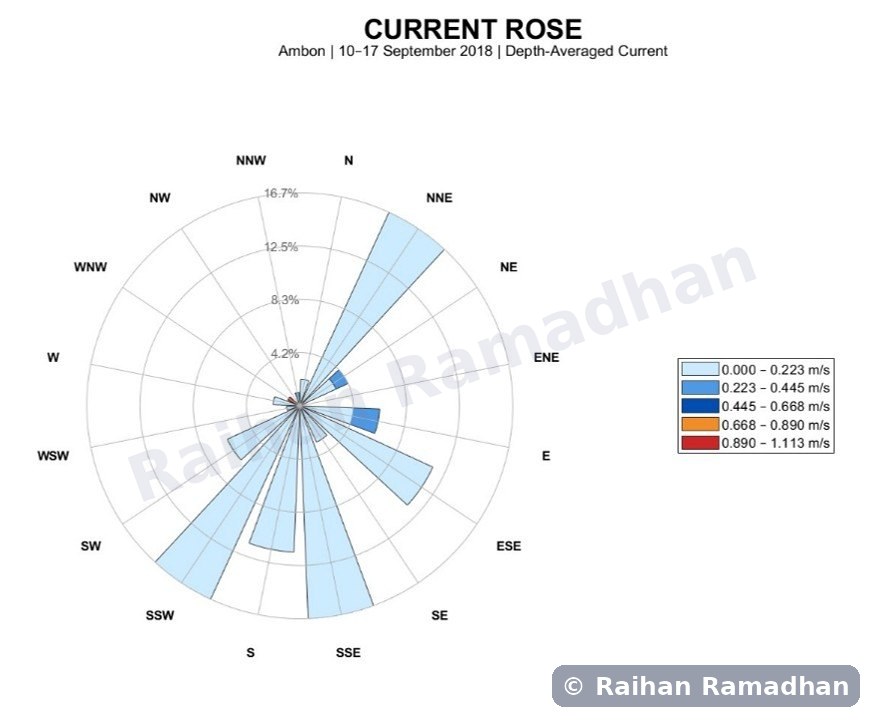 CURRENT ROSE
Ambon | 10–17 September 2018 | Depth-Averaged Current
NNW
N
NW
16.7%
NNE
12.5%
WNW
NE
8.3%
W
4.2%
ENE
0.000 – 0.223 m/s
0.223 – 0.445 m/s
0.445 – 0.668 m/s
0.668 – 0.890 m/s
0.890 – 1.113 m/s
Raihan Ramadhan
WSW
E
SW
ESE
SSW
SE
S
SSE
© Raihan Ramadhan